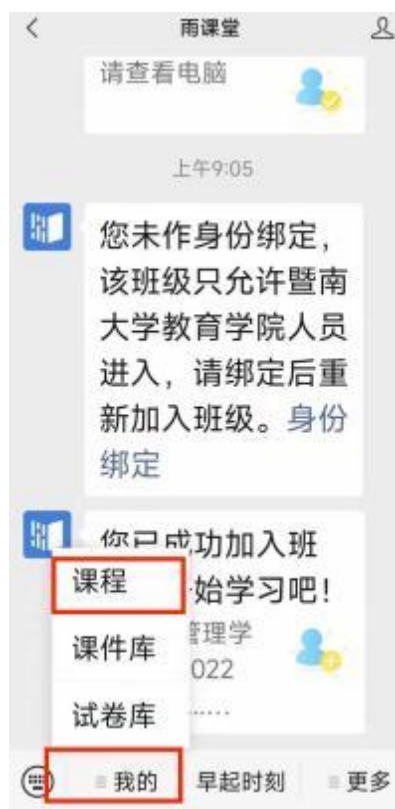 雨课堂
请查看电脑
上午9:05
您未作身份绑定，
该班级只允许暨南
大学教育学院人员
进入，请绑定后重
新加入班级。身份
绑定
您已成功加入班
始学习吧！
课程
管理学
课件库
022
试卷库
......
我的
早起时刻
更多